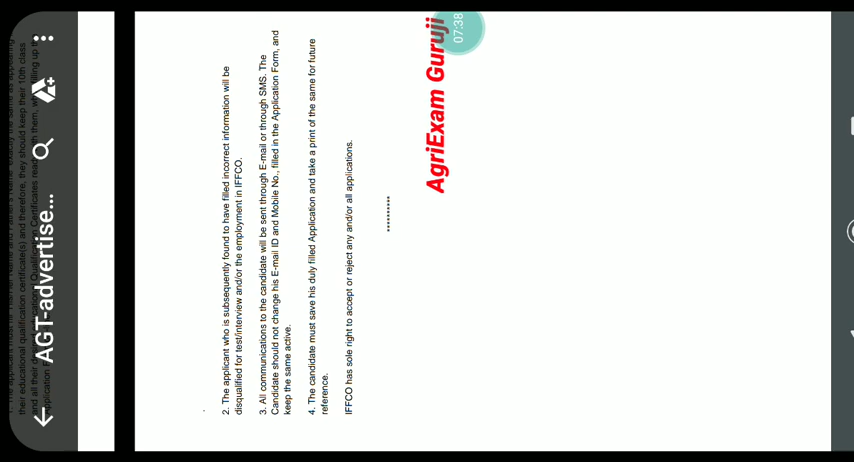 AGT-advertise...
their educational qualification certificate(s) and therefore, they should keep their 10th class
2. The applicant who is subsequently found to have filled incorrect information will be
disqualified for test/interview and/or the employment in IFFCO.
3. All communications to the candidate will be sent through E-mail or through SMS. The
Candidate should not change his E-mail ID and Mobile No., filled in the Application Form, and
keep the same active.
4. The candidate must save his duly filled Application and take a print of the same for future
reference.
IFFCO has sole right to accept or reject any and/or all applications.
**********
AgriExam Guruji
07:38